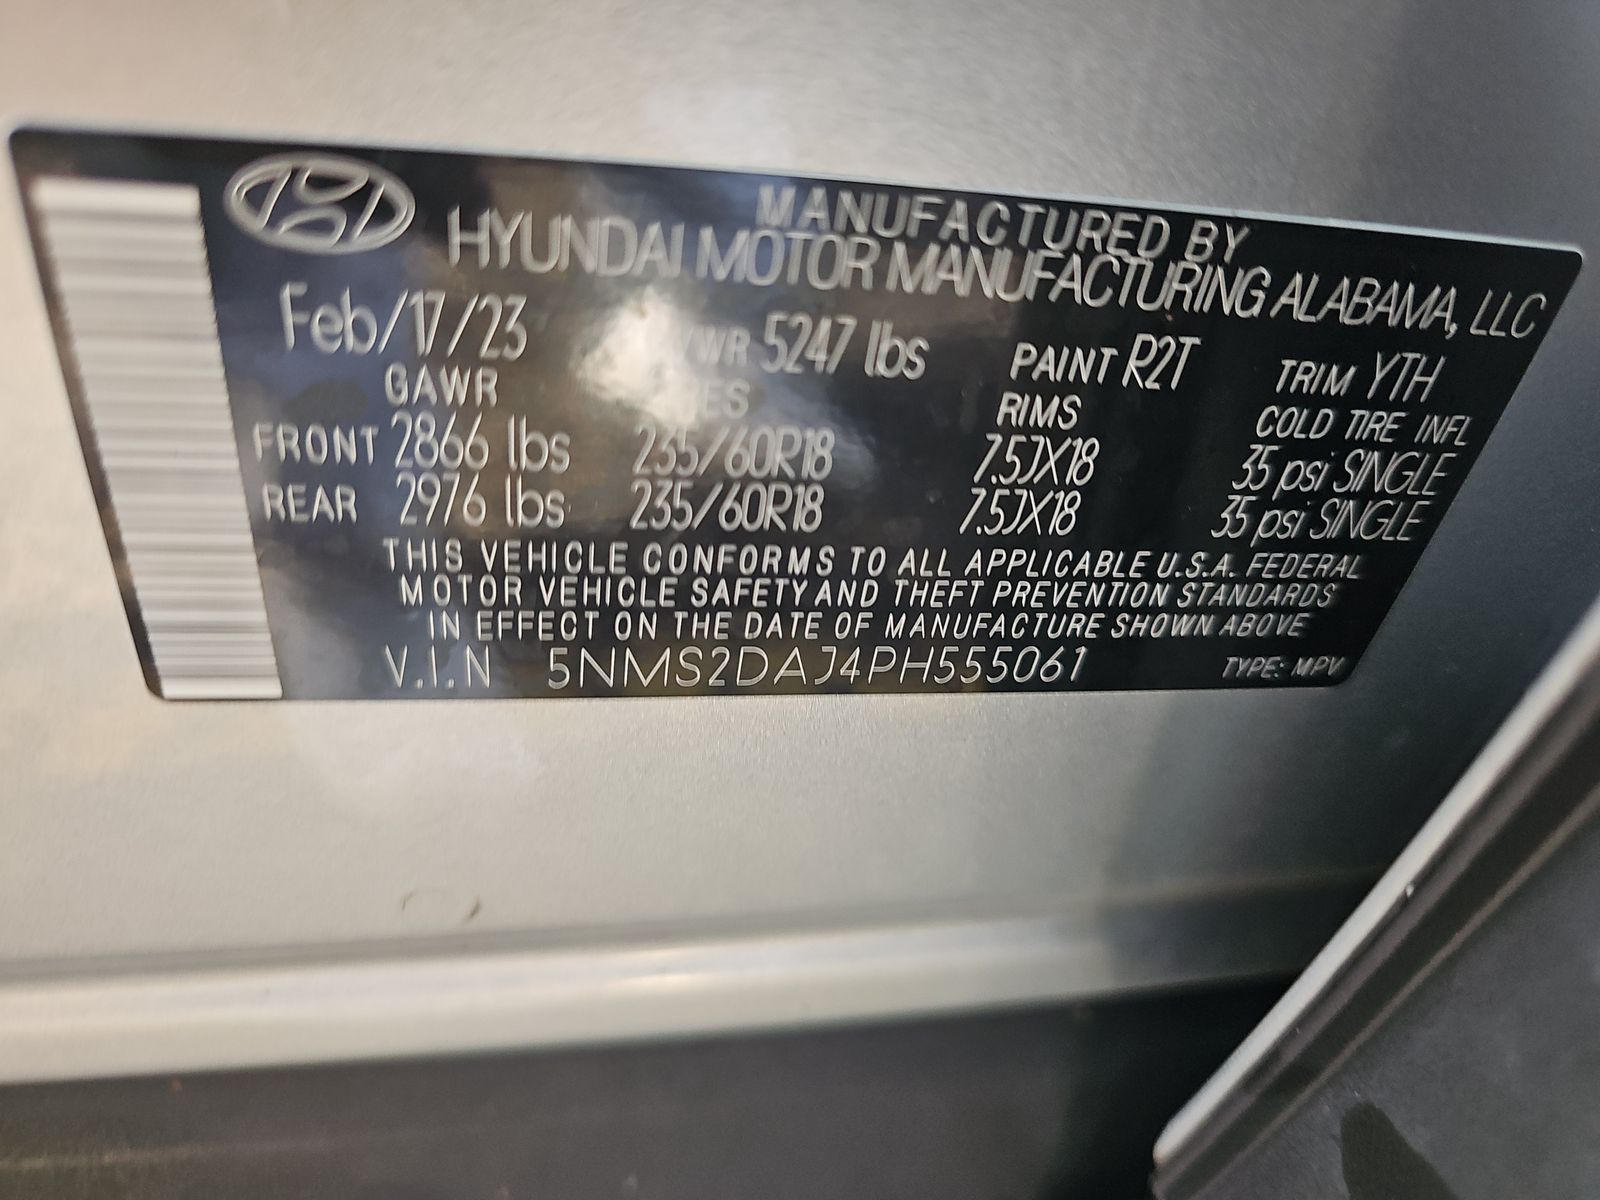 MANUFACTURED BY
HYUNDAI MOTOR MANUFACTURING ALABAMA, LLC
Feb/17/23 5247 lbs PAINT R2T TRIM YTH
GAWR RIMS COLD TIRE INFL
FRONT 2866 lbs 235/60R18 7.5JX18 35 psi SINGLE
REAR 2976 lbs 235/60R18 7.5JX18 35 psi SINGLE
THIS VEHICLE CONFORMS TO ALL APPLICABLE U.S.A. FEDERAL
MOTOR VEHICLE SAFETY AND THEFT PREVENTION STANDARDS
IN EFFECT ON THE DATE OF MANUFACTURE SHOWN ABOVE
V.I.N 5NMS2DAJ4PH555061 TYPE: MPV